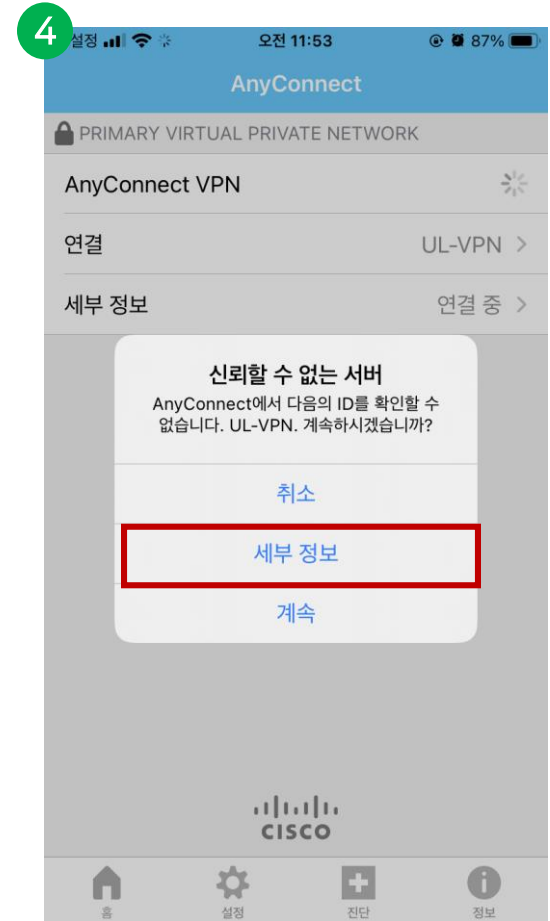 4
설정 오전 11:53 87%
AnyConnect
PRIMARY VIRTUAL PRIVATE NETWORK
AnyConnect VPN
연결 UL-VPN >
세부 정보 연결 중 >
신뢰할 수 없는 서버
AnyConnect에서 다음의 ID를 확인할 수
없습니다. UL-VPN. 계속하시겠습니까?
취소
세부 정보
계속
CISCO
홈 설정 진단 정보